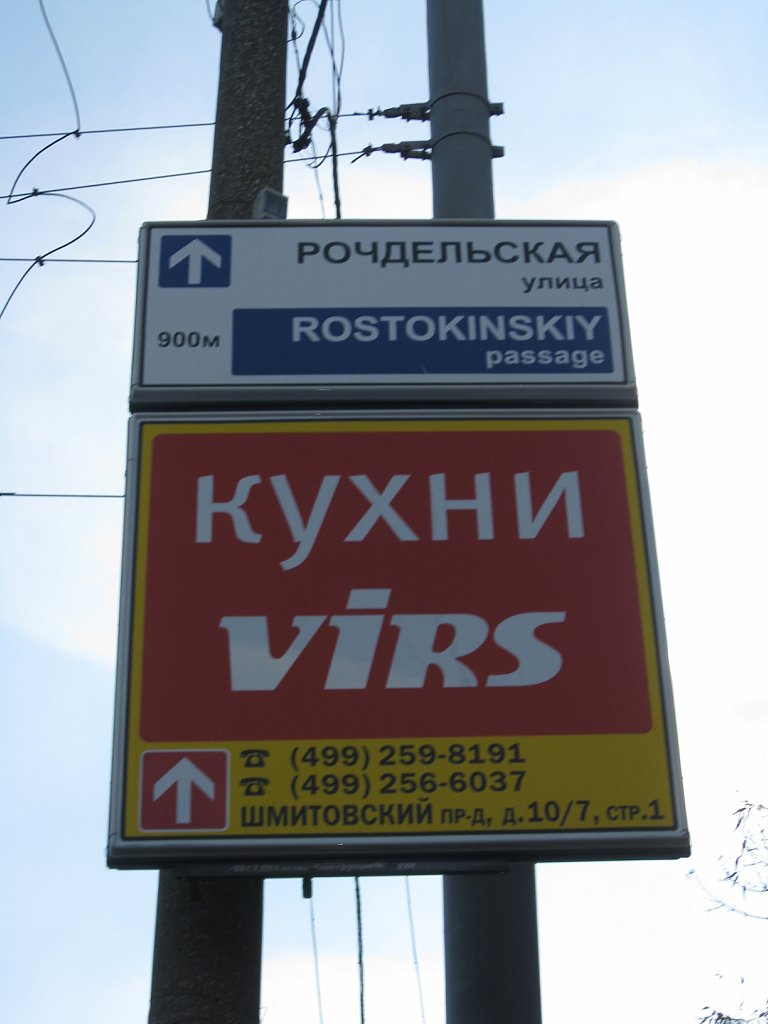 РОЧДЕЛЬСКАЯ
улица
900м
ROSTOKINSKIY
passage
кухни
VIRS
(499) 259-8191
(499) 256-6037
ШМИТОВСКИЙ ПР-Д, Д.10/7, СТР.1